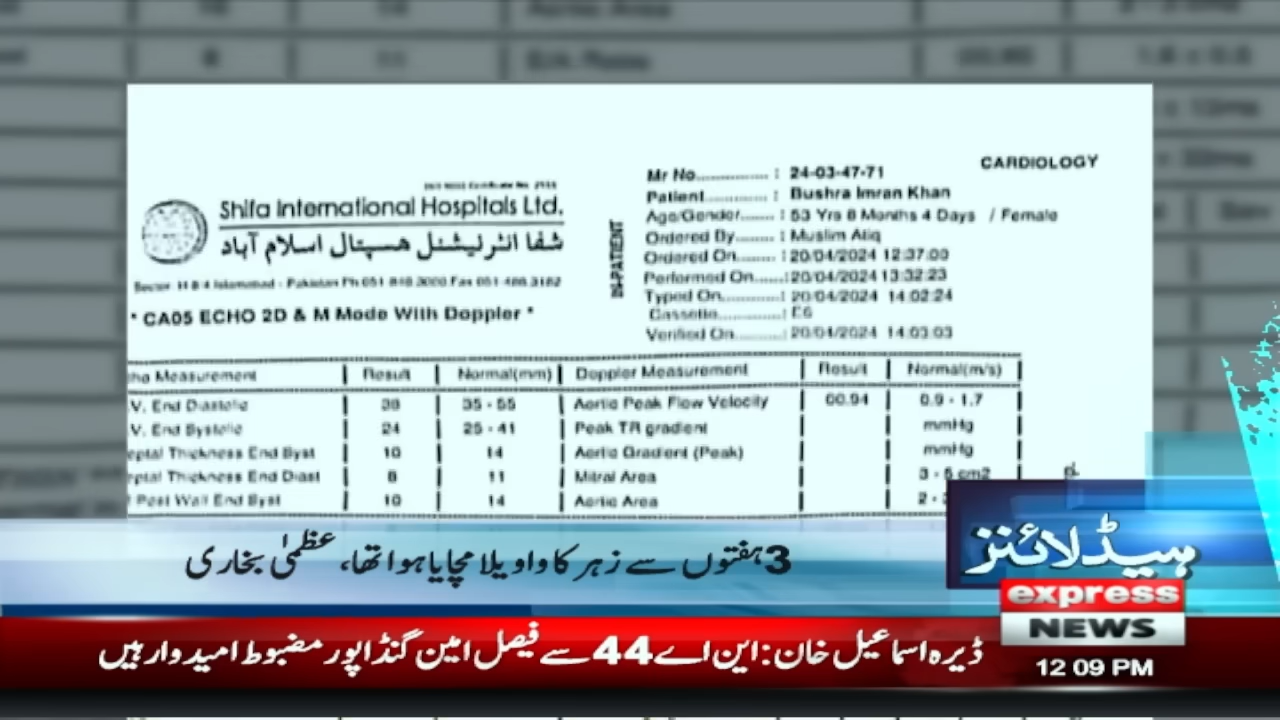 CARDIOLOGY
Mr No.............. : 24-03-47-71
Patient............ : Bushra Imran Khan
Age/Gender........ : 53 Yrs 8 Months 4 Days / Female
Ordered By........ : Muslim Atiq
Ordered On......... : 20/04/2024 12:37:00
Performed On......: 20/04/2024 13:32:23
Typed On............ : 20/04/2024 14:02:24
Cassette............ : E6
Verified On.......... : 20/04/2024 14:03:03
IN-PATIENT
Shifa International Hospitals Ltd.
شفا انٹرنیشنل ھسپتال اسلام آباد
* CA05 ECHO 2D & M Mode With Doppler *
Measurement | Result | Normal(mm) | Doppler Measurement | Result | Normal(m/s)
.V. End Diastolic | 38 | 35 - 55 | Aortic Peak Flow Velocity | 00.94 | 0.9 - 1.7
.V. End Systolic | 24 | 25 - 41 | Peak TR gradient | mmHg
eptal Thickness End Syst | 10 | 14 | Aortic Gradient (Peak) | mmHg
eptal Thickness End Diast | 8 | 11 | Mitral Area | 3 - 5 cm2
Post Wall End Syst | 10 | 14 | Aortic Area | 2 -
3 ہفتوں سے زہر کا واویلا مچایا ہوا تھا، عظمیٰ بخاری
ہیڈلائنز
express
NEWS
ڈیرہ اسماعیل خان: این اے 44 سے فیصل امین گنڈاپور مضبوط امیدوار ہیں
12 09 PM